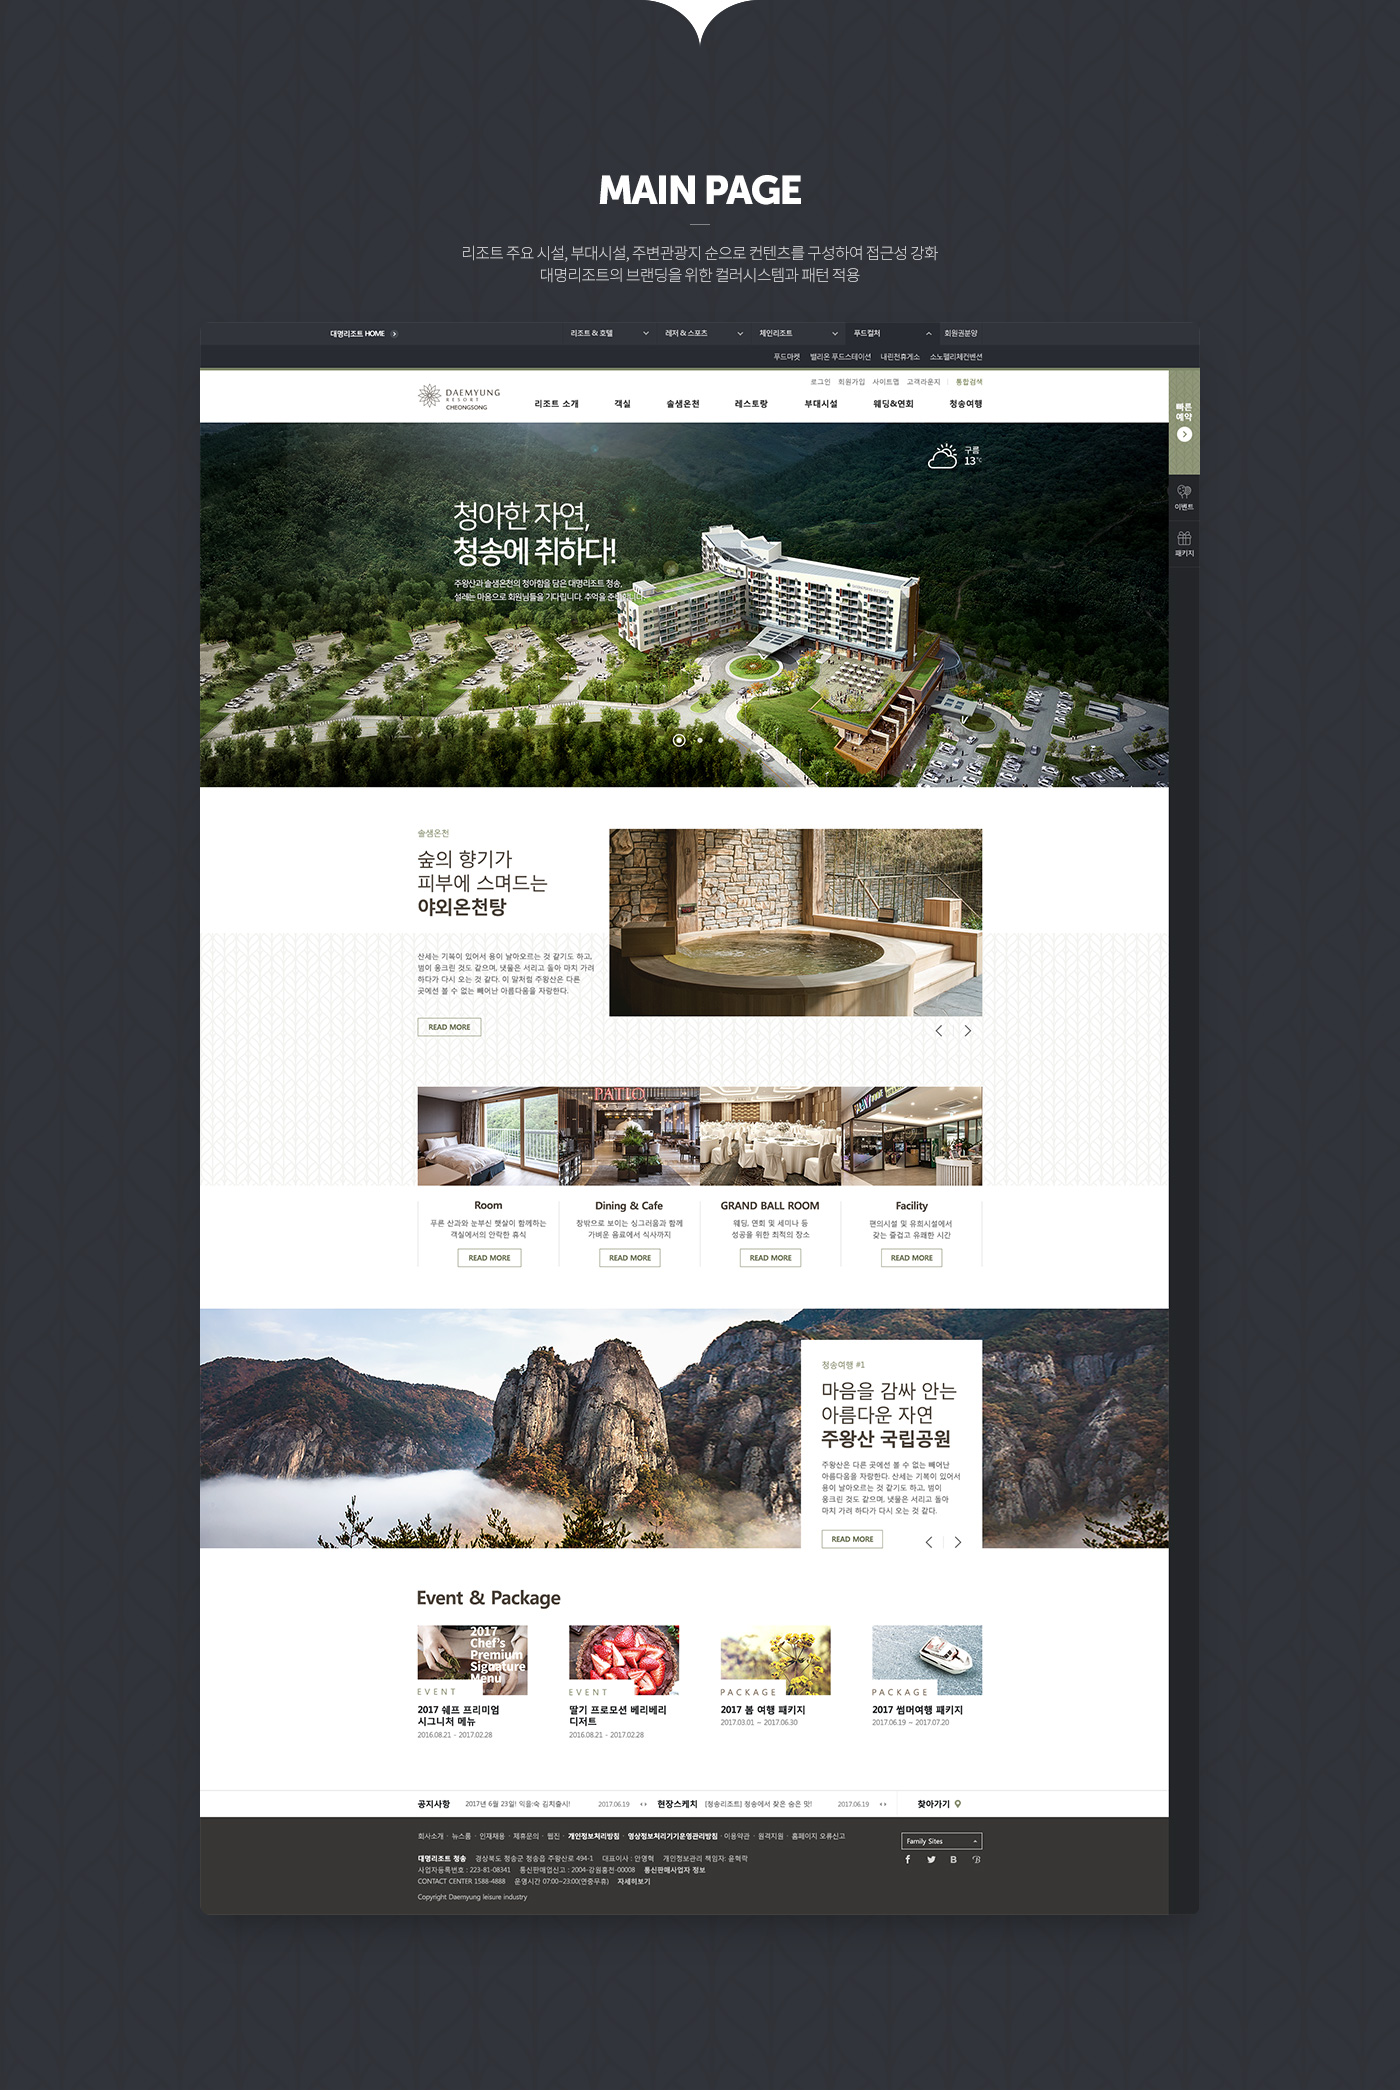 MAIN PAGE
리조트 주요 시설, 부대시설, 주변관광지 순으로 컨텐츠를 구성하여 접근성 강화
대명리조트의 브랜딩을 위한 컬러시스템과 패턴 적용
대명리조트 HOME 리조트 & 호텔 레저 & 스포츠 체인리조트 푸드컬처 회원권분양
푸드마켓 밸리온 푸드스테이션 내린천휴게소 소노펠리체컨벤션
로그인 회원가입 사이트맵 고객라운지 통합검색
DAEMYUNG
RESORT
CHEONGSONG
리조트 소개 객실 솔샘온천 레스토랑 부대시설 웨딩&연회 청송여행
빠른
예약
이벤트
패키지
구름
13℃
청아한 자연,
청송에 취하다!
주왕산과 솔샘온천의 청아함을 담은 대명리조트 청송,
설레는 마음으로 회원님들을 기다립니다. 추억을 준비
솔샘온천
숲의 향기가
피부에 스며드는
야외온천탕
산세는 기복이 있어서 용이 날아오르는 것 같기도 하고,
범이 웅크린 것도 같으며, 냇물은 서리고 돌아 마치 가려
하다가 다시 오는 것 같다. 이 말처럼 주왕산은 다른
곳에선 볼 수 없는 빼어난 아름다움을 자랑한다.
READ MORE
PATIO
Room
푸른 산과와 눈부신 햇살이 함께하는
객실에서의 안락한 휴식
READ MORE
Dining & Cafe
창밖으로 보이는 싱그러움과 함께
가벼운 음료에서 식사까지
READ MORE
GRAND BALL ROOM
웨딩, 연회 및 세미나 등
성공을 위한 최적의 장소
READ MORE
Facility
편의시설 및 유희시설에서
갖는 즐겁고 유쾌한 시간
READ MORE
청송여행 #1
마음을 감싸 안는
아름다운 자연
주왕산 국립공원
주왕산은 다른 곳에선 볼 수 없는 빼어난
아름다움을 자랑한다. 산세는 기복이 있어서
용이 날아오르는 것 같기도 하고, 범이
웅크린 것도 같으며, 냇물은 서리고 돌아
마치 가려 하다가 다시 오는 것 같다.
READ MORE
Event & Package
2017
Chef's
Premium
Signature
Menu
EVENT
2017 쉐프 프리미엄
시그니처 메뉴
2016.08.21 - 2017.02.28
EVENT
딸기 프로모션 베리베리
디저트
2016.08.21 - 2017.02.28
PACKAGE
2017 봄 여행 패키지
2017.03.01 ~ 2017.06.30
PACKAGE
2017 썸머여행 패키지
2017.06.19 ~ 2017.07.20
공지사항 2017년 6월 23일! 익을:숙 김치출시! 2017.06.19 현장스케치 [청송리조트] 청송에서 찾은 숨은 맛! 2017.06.19 찾아가기
회사소개 · 뉴스룸 · 인재채용 · 제휴문의 · 웹진 · 개인정보처리방침 · 영상정보처리기기운영관리방침 · 이용약관 · 원격지원 · 홈페이지 오류신고
Family Sites
대명리조트 청송 경상북도 청송군 청송읍 주왕산로 494-1 대표이사 : 안영혁 개인정보관리 책임자: 윤혁락
사업자등록번호 : 223-81-08341 통신판매업신고 : 2004-강원홍천-00008 통신판매사업자 정보
CONTACT CENTER 1588-4888 운영시간 07:00~23:00(연중무휴) 자세히보기
Copyright Daemyung leisure industry